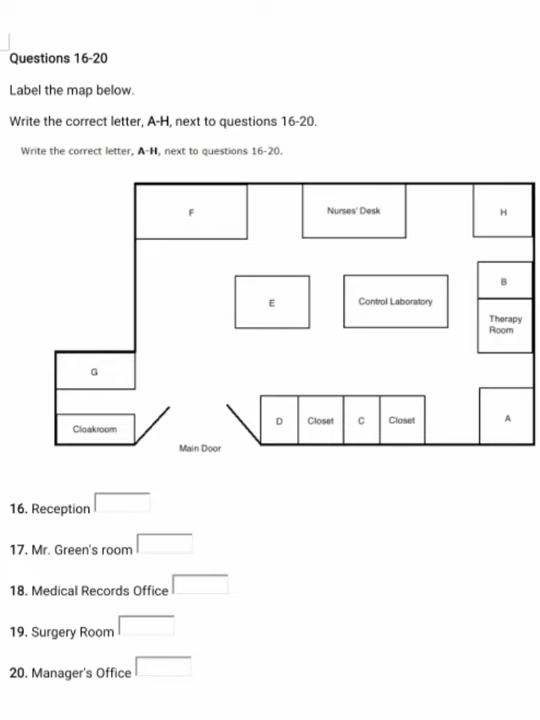 Questions 16-20
Label the map below.
Write the correct letter, A-H, next to questions 16-20.
Write the correct letter, A-H, next to questions 16-20.
F
Nurses' Desk
H
E
Control Laboratory
B
Therapy
Room
G
Cloakroom
Main Door
D
Closet
C
Closet
A
16. Reception
17. Mr. Green's room
18. Medical Records Office
19. Surgery Room
20. Manager's Office